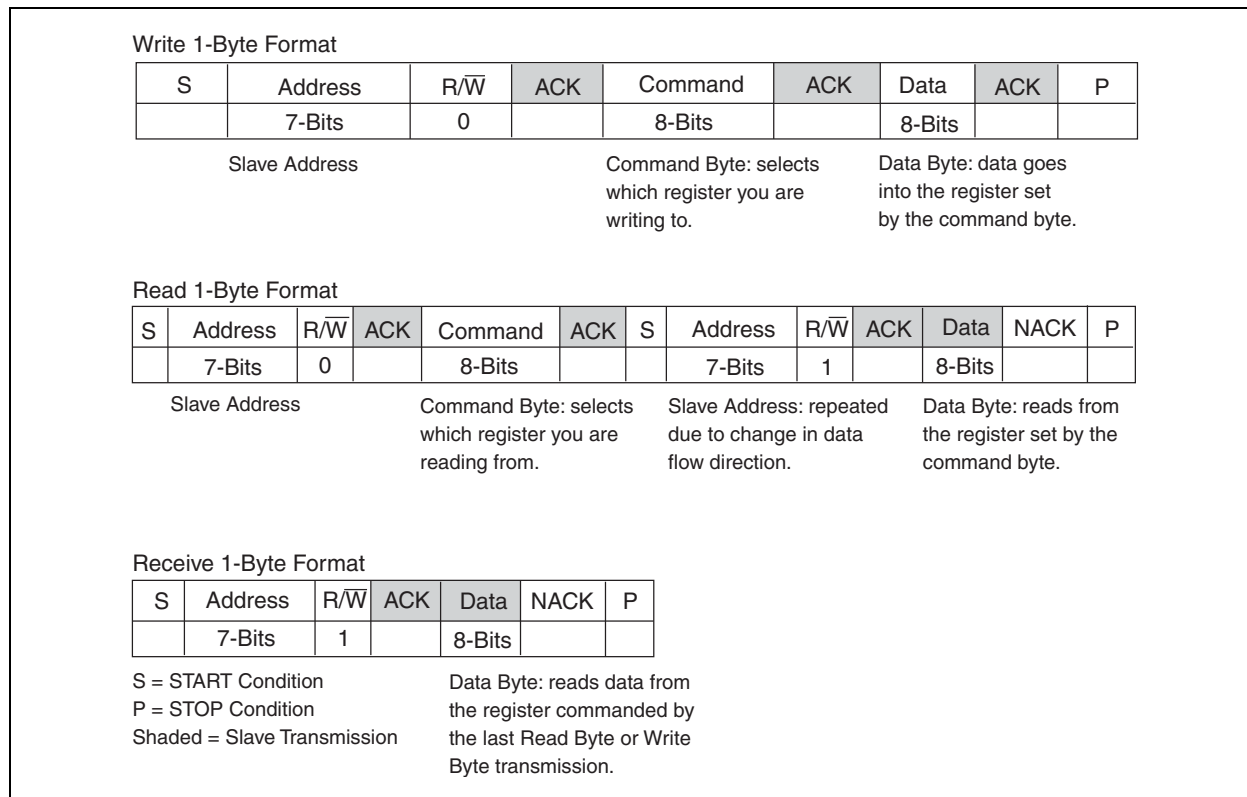 Write 1-Byte Format
S Address R/W̅ ACK Command ACK Data ACK P
7-Bits 0 8-Bits 8-Bits
Slave Address
Command Byte: selects
which register you are
writing to.
Data Byte: data goes
into the register set
by the command byte.
Read 1-Byte Format
S Address R/W̅ ACK Command ACK S Address R/W̅ ACK Data NACK P
7-Bits 0 8-Bits 7-Bits 1 8-Bits
Slave Address
Command Byte: selects
which register you are
reading from.
Slave Address: repeated
due to change in data
flow direction.
Data Byte: reads from
the register set by the
command byte.
Receive 1-Byte Format
S Address R/W̅ ACK Data NACK P
7-Bits 1 8-Bits
S = START Condition
P = STOP Condition
Shaded = Slave Transmission
Data Byte: reads data from
the register commanded by
the last Read Byte or Write
Byte transmission.